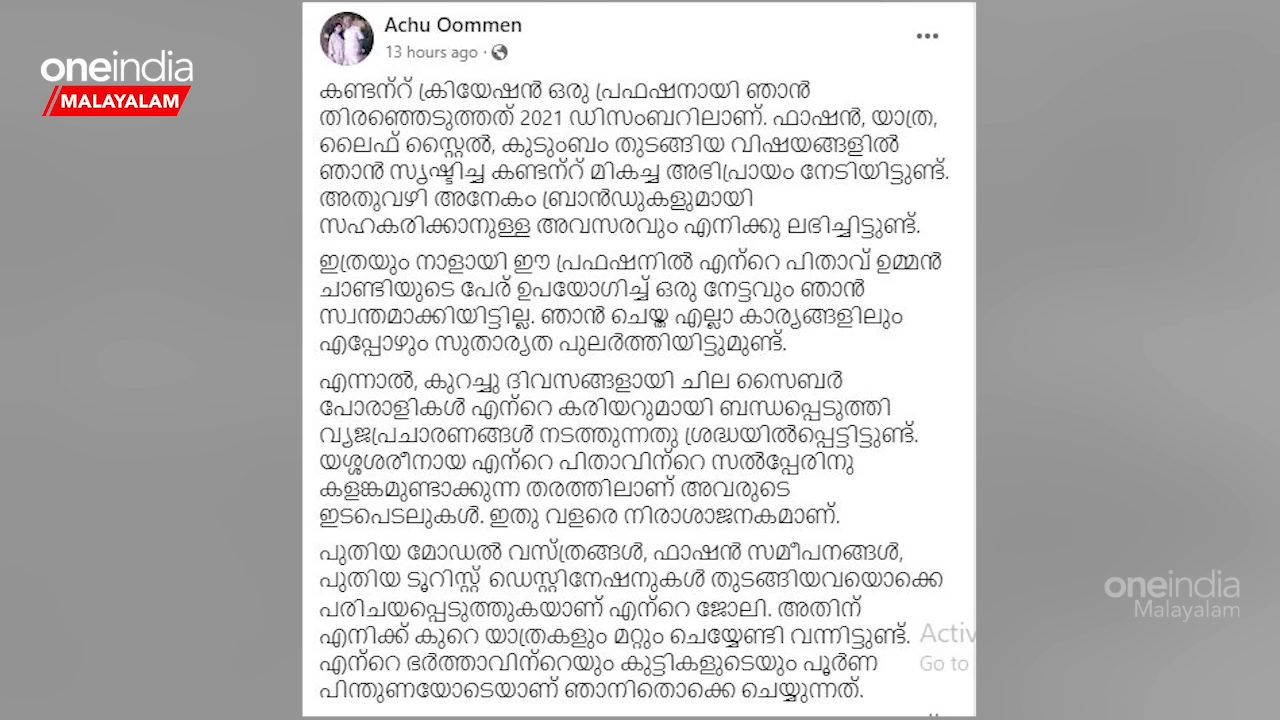 oneindia
MALAYALAM
Achu Oommen
13 hours ago
കണ്ടന്റ് ക്രിയേഷൻ ഒരു പ്രഫഷനായി ഞാൻ
തിരഞ്ഞെടുത്തത് 2021 ഡിസംബറിലാണ്. ഫാഷൻ, യാത്ര,
ലൈഫ് സ്റ്റൈൽ, കുടുംബം തുടങ്ങിയ വിഷയങ്ങളിൽ
ഞാൻ സൃഷ്ടിച്ച കണ്ടന്റ് മികച്ച അഭിപ്രായം നേടിയിട്ടുണ്ട്.
അതുവഴി അനേകം ബ്രാൻഡുകളുമായി
സഹകരിക്കാനുള്ള അവസരവും എനിക്കു ലഭിച്ചിട്ടുണ്ട്.
ഇത്രയും നാളായി ഈ പ്രഫഷനിൽ എന്റെ പിതാവ് ഉമ്മൻ
ചാണ്ടിയുടെ പേര് ഉപയോഗിച്ച് ഒരു നേട്ടവും ഞാൻ
സ്വന്തമാക്കിയിട്ടില്ല. ഞാൻ ചെയ്ത എല്ലാ കാര്യങ്ങളിലും
എപ്പോഴും സുതാര്യത പുലർത്തിയിട്ടുമുണ്ട്.
എന്നാൽ, കുറച്ചു ദിവസങ്ങളായി ചില സൈബർ
പോരാളികൾ എന്റെ കരിയറുമായി ബന്ധപ്പെടുത്തി
വ്യജപ്രചാരണങ്ങൾ നടത്തുന്നതു ശ്രദ്ധയിൽപ്പെട്ടിട്ടുണ്ട്.
യശ്ശശരീനായ എന്റെ പിതാവിന്റെ സൽപ്പേരിനു
കളങ്കമുണ്ടാക്കുന്ന തരത്തിലാണ് അവരുടെ
ഇടപെടലുകൾ. ഇതു വളരെ നിരാശാജനകമാണ്.
പുതിയ മോഡൽ വസ്ത്രങ്ങൾ, ഫാഷൻ സമീപനങ്ങൾ,
പുതിയ ടൂറിസ്റ്റ് ഡെസ്റ്റിനേഷനുകൾ തുടങ്ങിയവയൊക്കെ
പരിചയപ്പെടുത്തുകയാണ് എന്റെ ജോലി. അതിന്
എനിക്ക് കുറെ യാത്രകളും മറ്റും ചെയ്യേണ്ടി വന്നിട്ടുണ്ട്.
എന്റെ ഭർത്താവിന്റെയും കുട്ടികളുടെയും പൂർണ
പിന്തുണയോടെയാണ് ഞാനിതൊക്കെ ചെയ്യുന്നത്.
Activ
Go to
oneindia
Malayalam